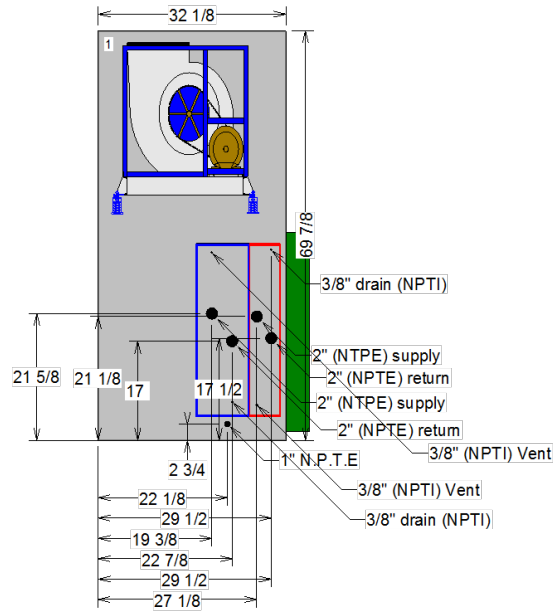 32 1/8
1
69 7/8
3/8" drain (NPTI)
2" (NTPE) supply
21 5/8
21 1/8
17
17 1/2
2" (NPTE) return
2" (NTPE) supply
2" (NPTE) return
3/8" (NPTI) Vent
1" N.P.T.E
2 3/4
3/8" (NPTI) Vent
22 1/8
29 1/2
3/8" drain (NPTI)
19 3/8
22 7/8
29 1/2
27 1/8